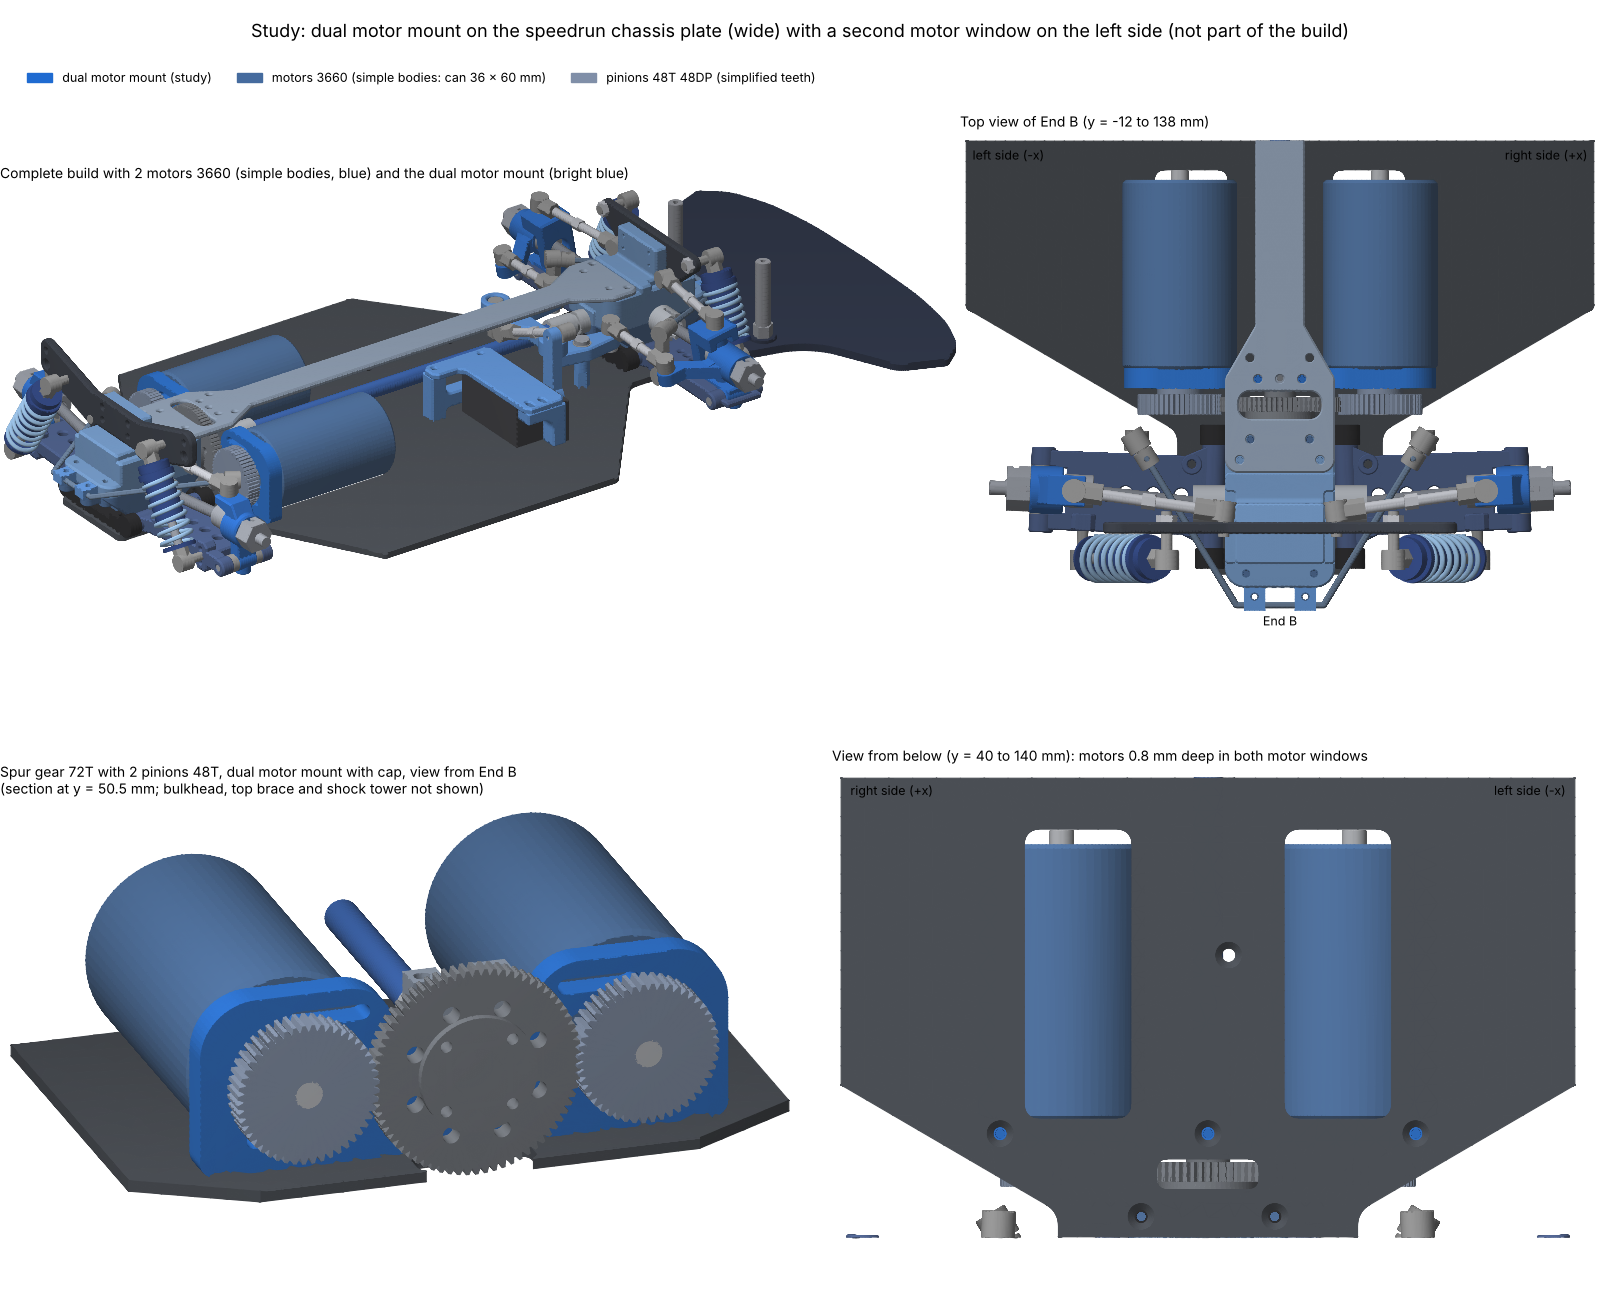 Study: dual motor mount on the speedrun chassis plate (wide) with a second motor window on the left side (not part of the build)
dual motor mount (study)
motors 3660 (simple bodies: can 36 × 60 mm)
pinions 48T 48DP (simplified teeth)
Top view of End B (y = -12 to 138 mm)
left side (-x)
right side (+x)
Complete build with 2 motors 3660 (simple bodies, blue) and the dual motor mount (bright blue)
End B
View from below (y = 40 to 140 mm): motors 0.8 mm deep in both motor windows
right side (+x)
left side (-x)
Spur gear 72T with 2 pinions 48T, dual motor mount with cap, view from End B
(section at y = 50.5 mm; bulkhead, top brace and shock tower not shown)